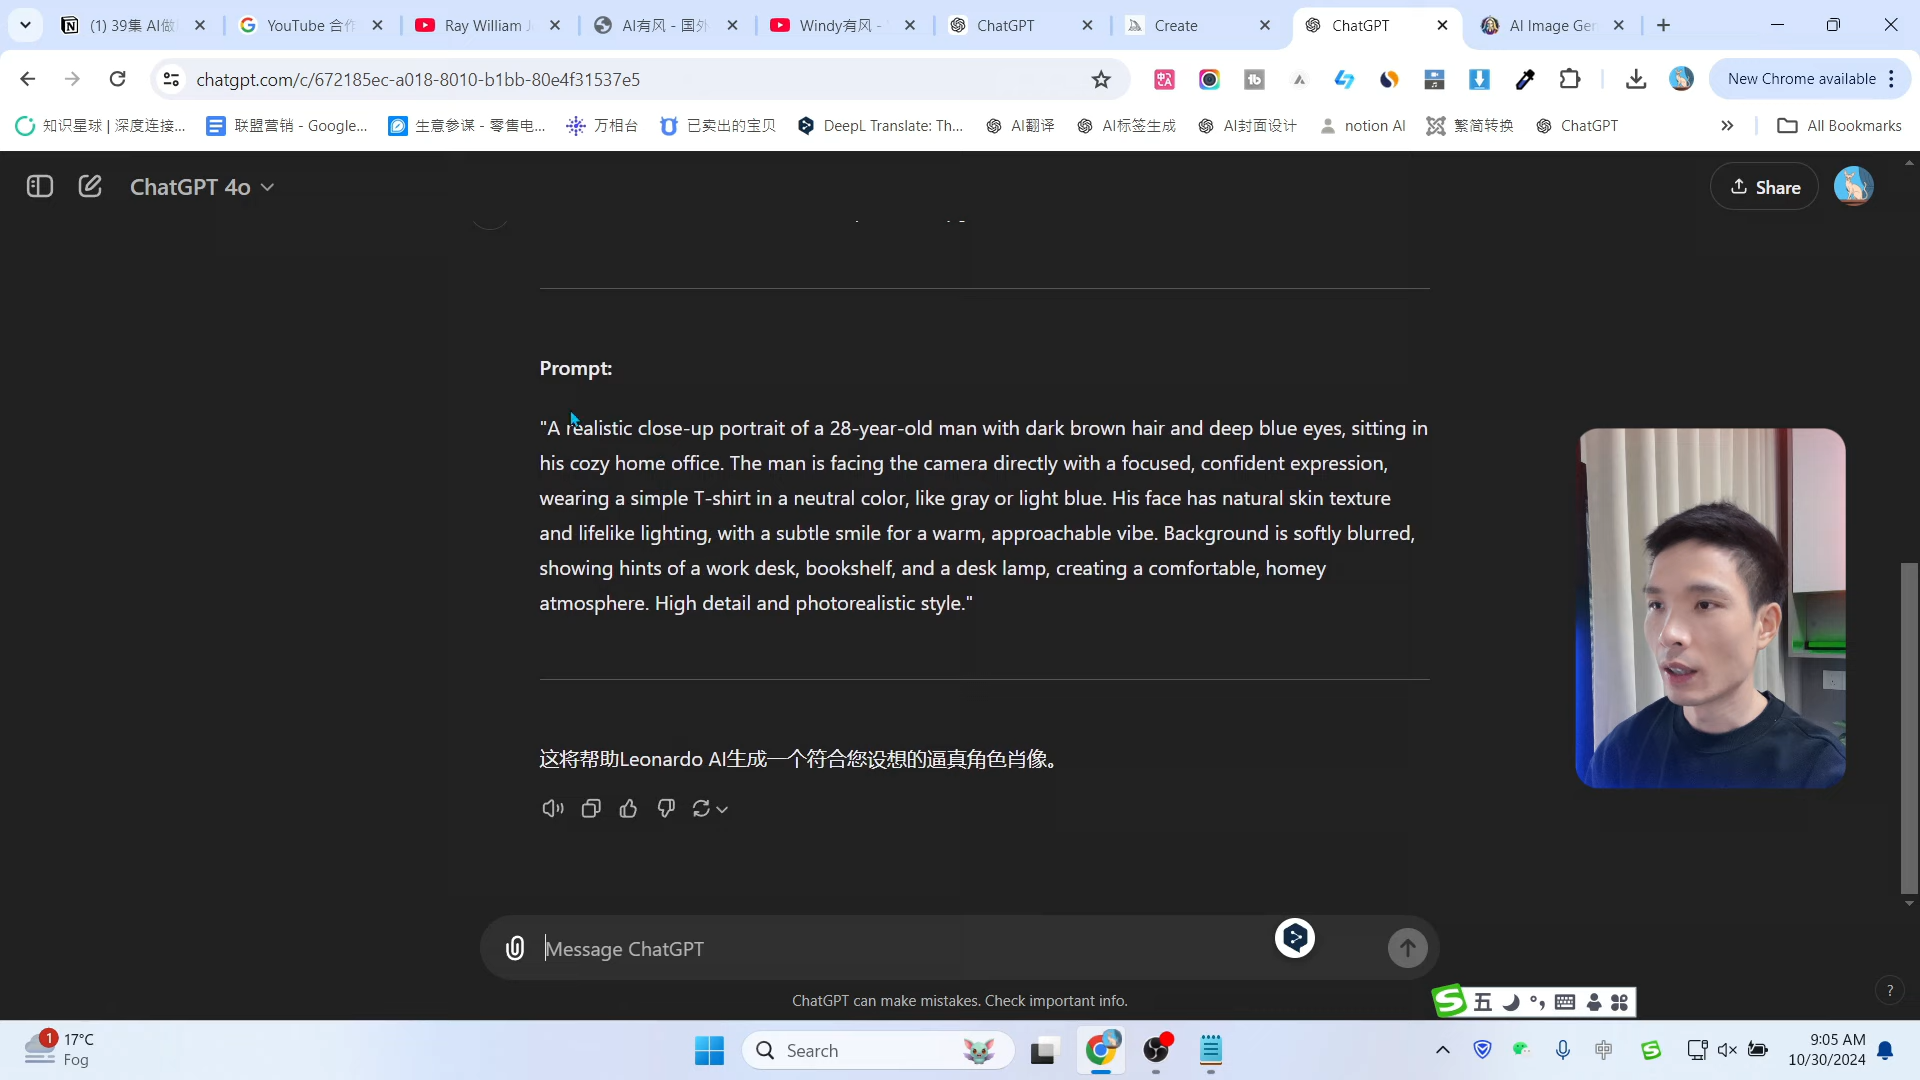 (1) 39集 AI做
YouTube 合作
Ray William J
AI有风 - 国外
Windy有风 -
ChatGPT
Create
ChatGPT
AI Image Ger
chatgpt.com/c/672185ec-a018-8010-b1bb-80e4f31537e5
New Chrome available
知识星球 | 深度连接...
联盟营销 - Google...
生意参谋 - 零售电...
万相台
已卖出的宝贝
DeepL Translate: Th...
AI翻译
AI标签生成
AI封面设计
notion AI
繁简转换
ChatGPT
All Bookmarks
ChatGPT 4o
Share
Prompt:
"A realistic close-up portrait of a 28-year-old man with dark brown hair and deep blue eyes, sitting in
his cozy home office. The man is facing the camera directly with a focused, confident expression,
wearing a simple T-shirt in a neutral color, like gray or light blue. His face has natural skin texture
and lifelike lighting, with a subtle smile for a warm, approachable vibe. Background is softly blurred,
showing hints of a work desk, bookshelf, and a desk lamp, creating a comfortable, homey
atmosphere. High detail and photorealistic style."
这将帮助Leonardo AI生成一个符合您设想的逼真角色肖像。
Message ChatGPT
ChatGPT can make mistakes. Check important info.
?
五
1
17°C
Fog
Search
中
9:05 AM
10/30/2024